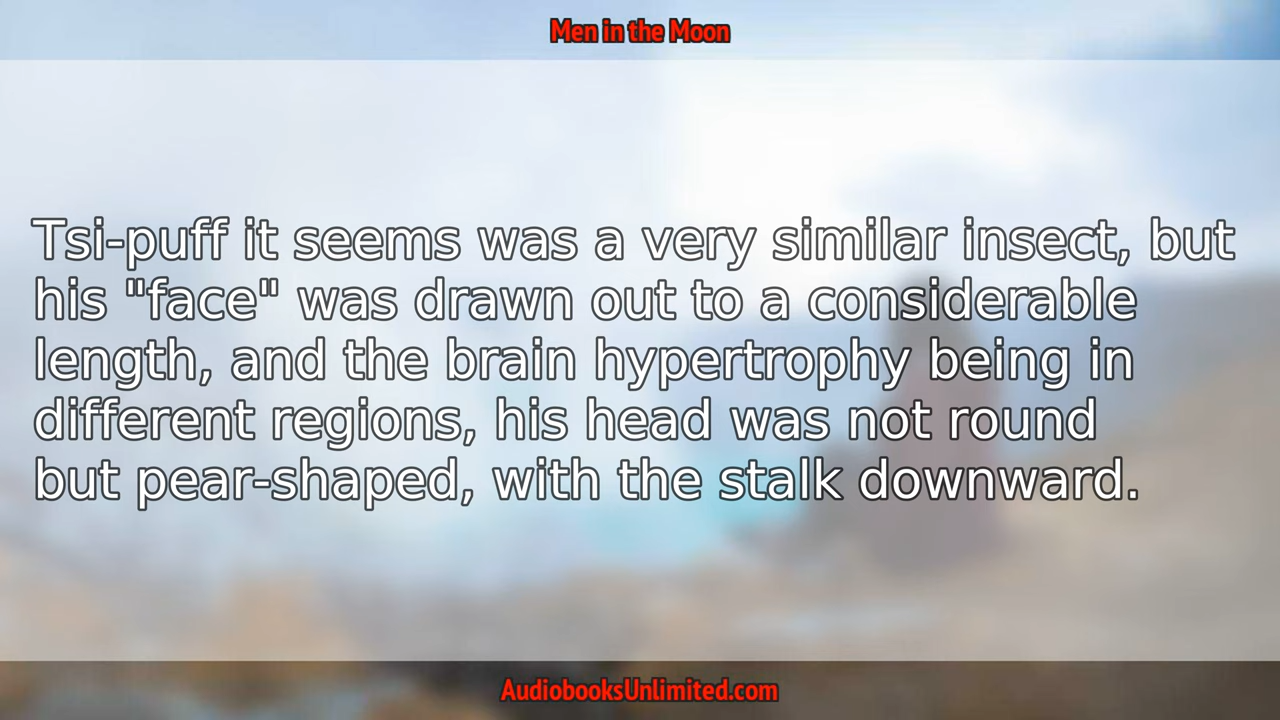 Men in the Moon
Tsi-puff it seems was a very similar insect, but
his "face" was drawn out to a considerable
length, and the brain hypertrophy being in
different regions, his head was not round
but pear-shaped, with the stalk downward.
AudiobooksUnlimited.com